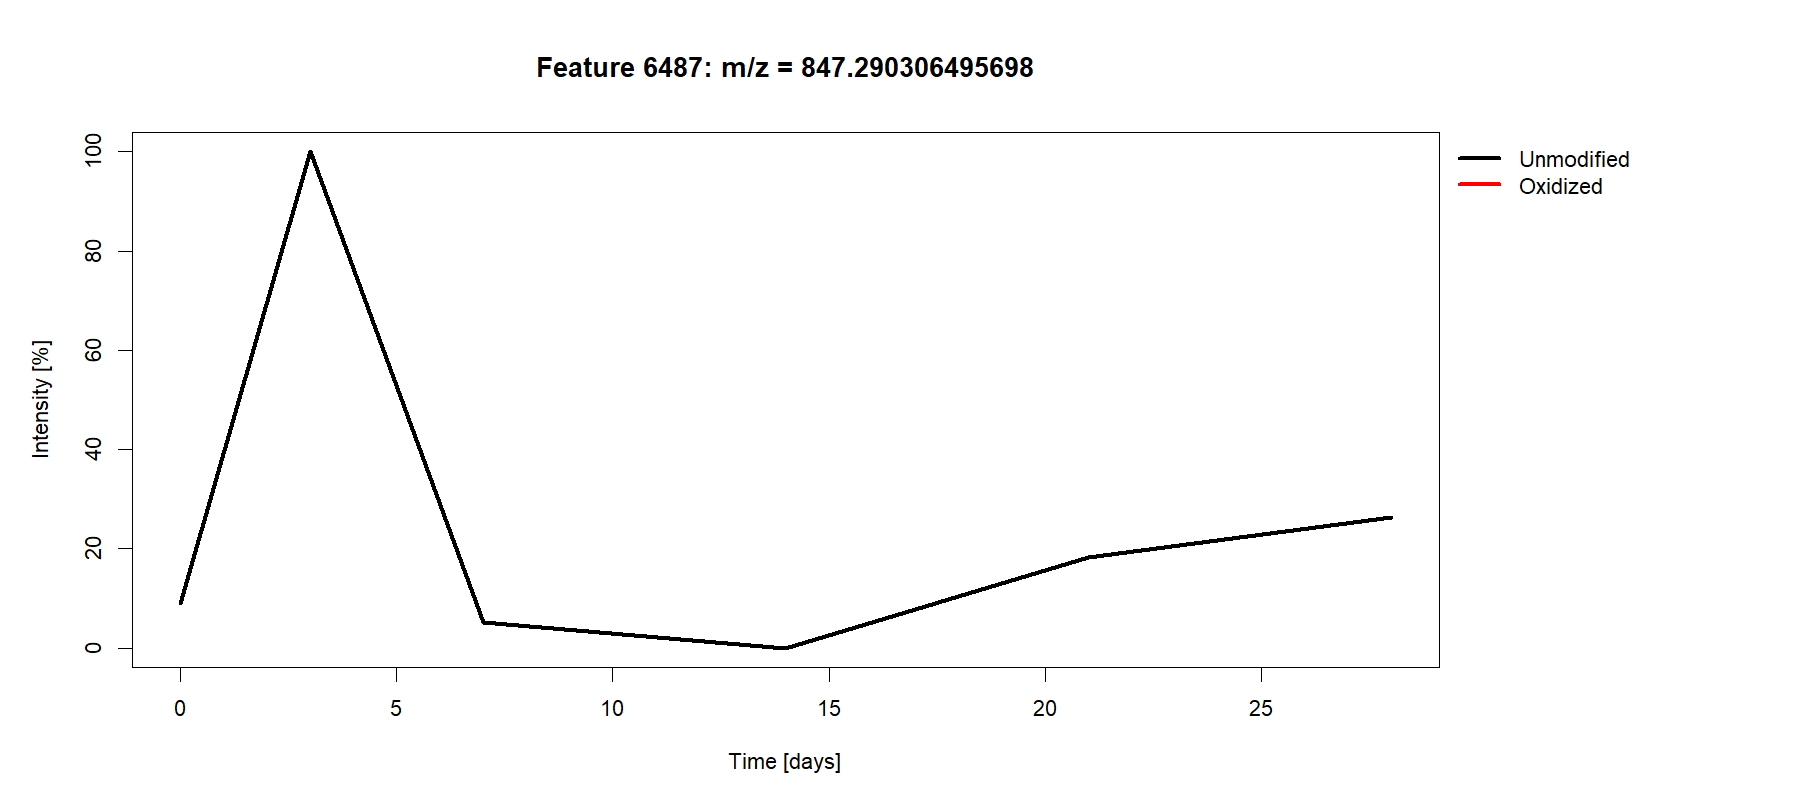 Feature 6487: m/z = 847.290306495698
Unmodified
Oxidized
Intensity [%]
100
80
60
40
20
0
0 5 10 15 20 25
Time [days]